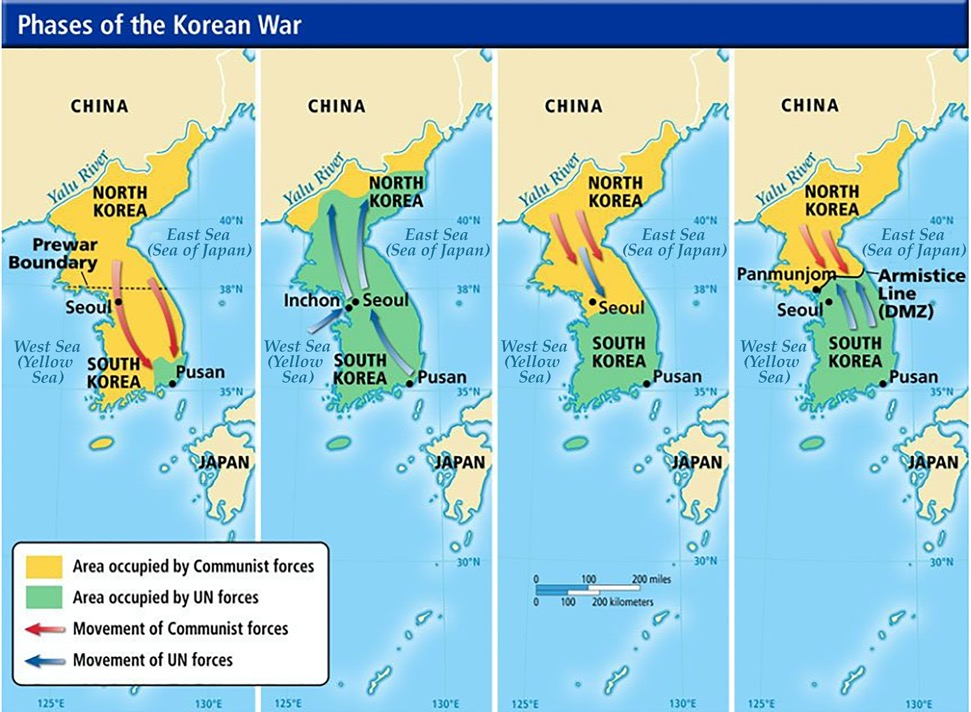 Phases of the Korean War
CHINA
Yalu River
NORTH
KOREA
40°N
East Sea
(Sea of Japan)
Prewar
Boundary
38°N
Seoul
West Sea
(Yellow
Sea)
SOUTH
KOREA
Pusan
35°N
JAPAN
125°E
130°E
CHINA
Yalu River
NORTH
KOREA
40°N
East Sea
(Sea of Japan)
38°N
Inchon
Seoul
West Sea
(Yellow
Sea)
SOUTH
KOREA
Pusan
35°N
JAPAN
30°N
125°E
130°E
CHINA
Yalu River
NORTH
KOREA
40°N
East Sea
(Sea of Japan)
38°N
Seoul
West Sea
(Yellow
Sea)
SOUTH
KOREA
Pusan
35°N
JAPAN
30°N
0 100 200 miles
0 100 200 kilometers
125°E
130°E
CHINA
Yalu River
NORTH
KOREA
40°N
East Sea
(Sea of Japan)
Panmunjom
Armistice
Line
(DMZ)
Seoul
West Sea
(Yellow
Sea)
SOUTH
KOREA
Pusan
35°N
JAPAN
30°N
125°E
130°E
Area occupied by Communist forces
Area occupied by UN forces
Movement of Communist forces
Movement of UN forces